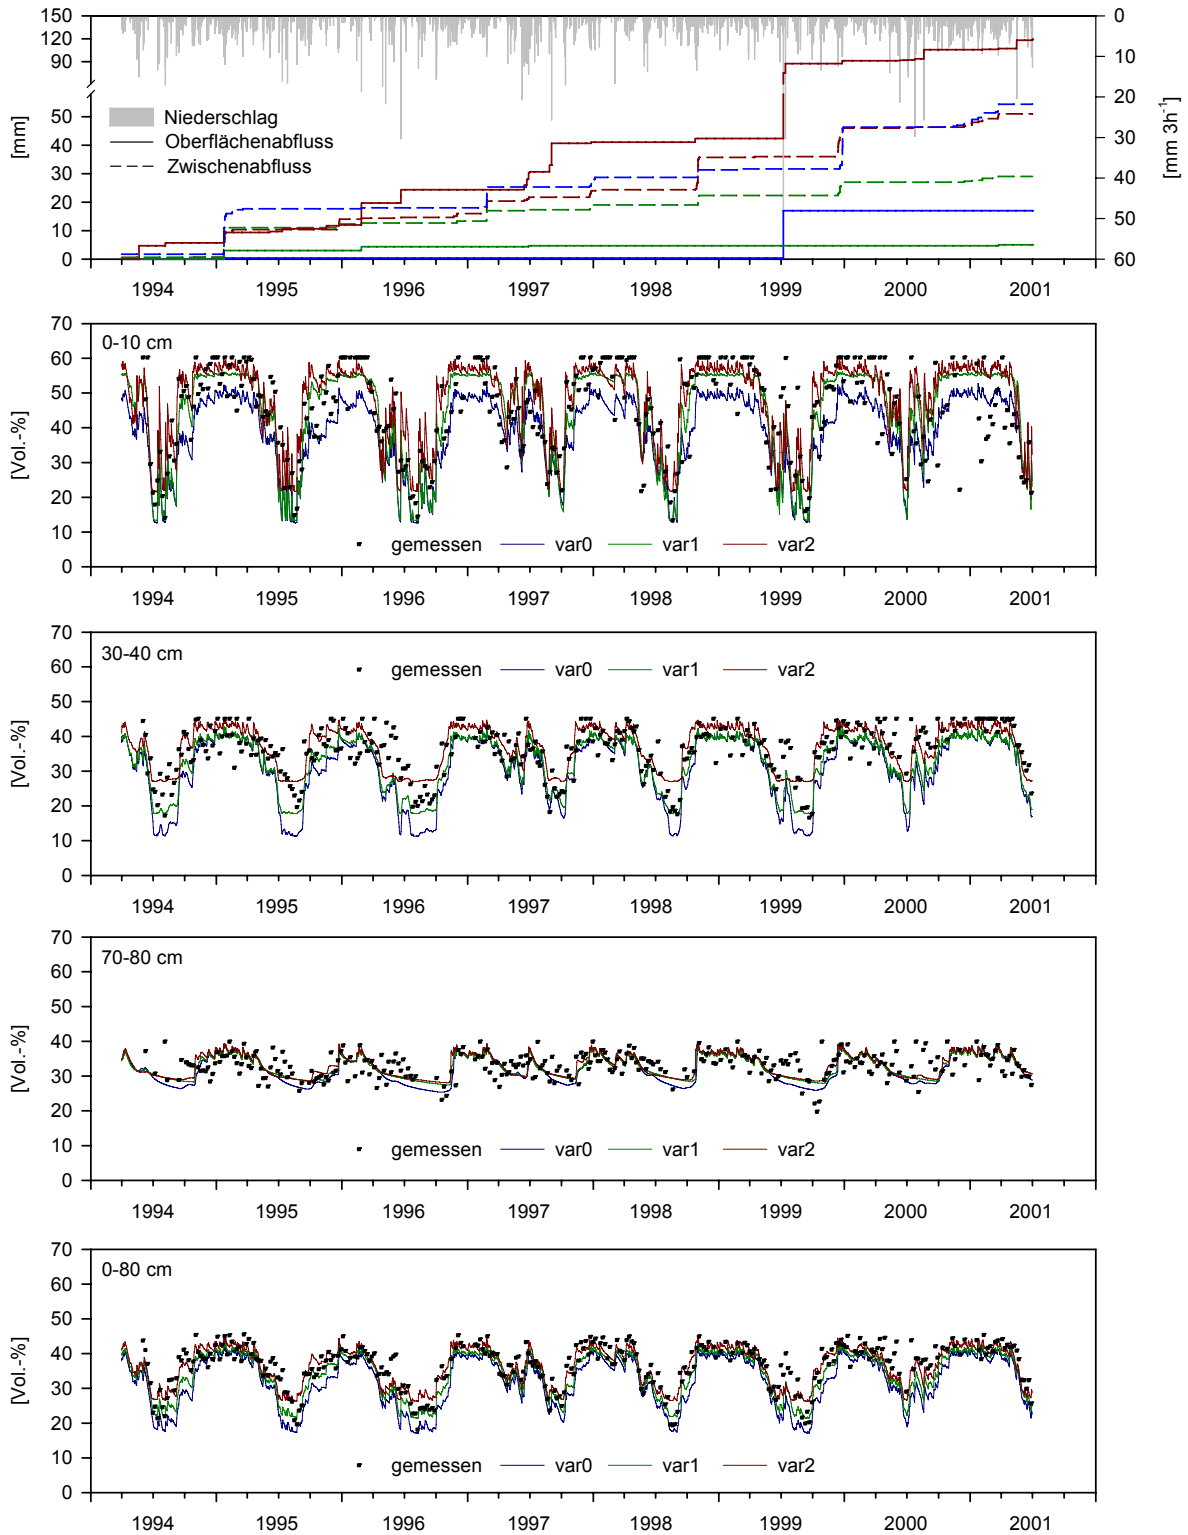 150
120
90
50
40
30
20
10
0
[mm]
0
10
20
30
40
50
60
[mm 3h⁻¹]
Niederschlag
Oberflächenabfluss
Zwischenabfluss
1994 1995 1996 1997 1998 1999 2000 2001
70
60
50
40
30
20
10
0
[Vol.-%]
0-10 cm
gemessen var0 var1 var2
1994 1995 1996 1997 1998 1999 2000 2001
70
60
50
40
30
20
10
0
[Vol.-%]
30-40 cm
gemessen var0 var1 var2
1994 1995 1996 1997 1998 1999 2000 2001
70
60
50
40
30
20
10
0
[Vol.-%]
70-80 cm
gemessen var0 var1 var2
1994 1995 1996 1997 1998 1999 2000 2001
70
60
50
40
30
20
10
0
[Vol.-%]
0-80 cm
gemessen var0 var1 var2
1994 1995 1996 1997 1998 1999 2000 2001